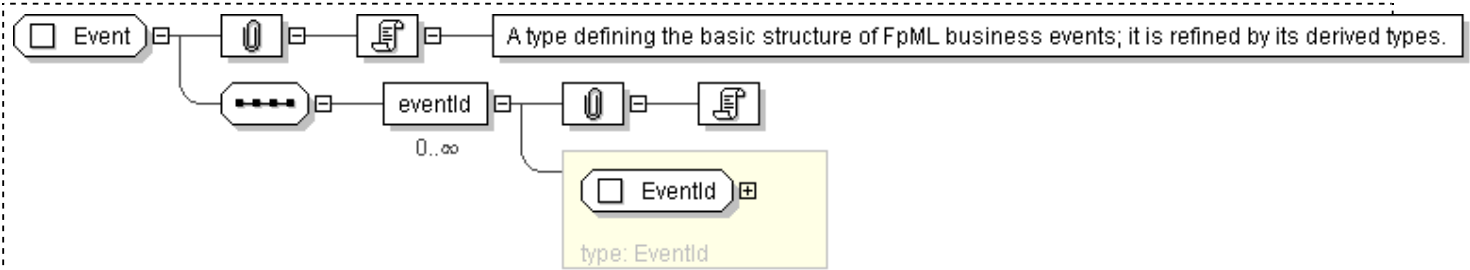 Event
A type defining the basic structure of FpML business events; it is refined by its derived types.
eventId
0..∞
EventId
type: EventId